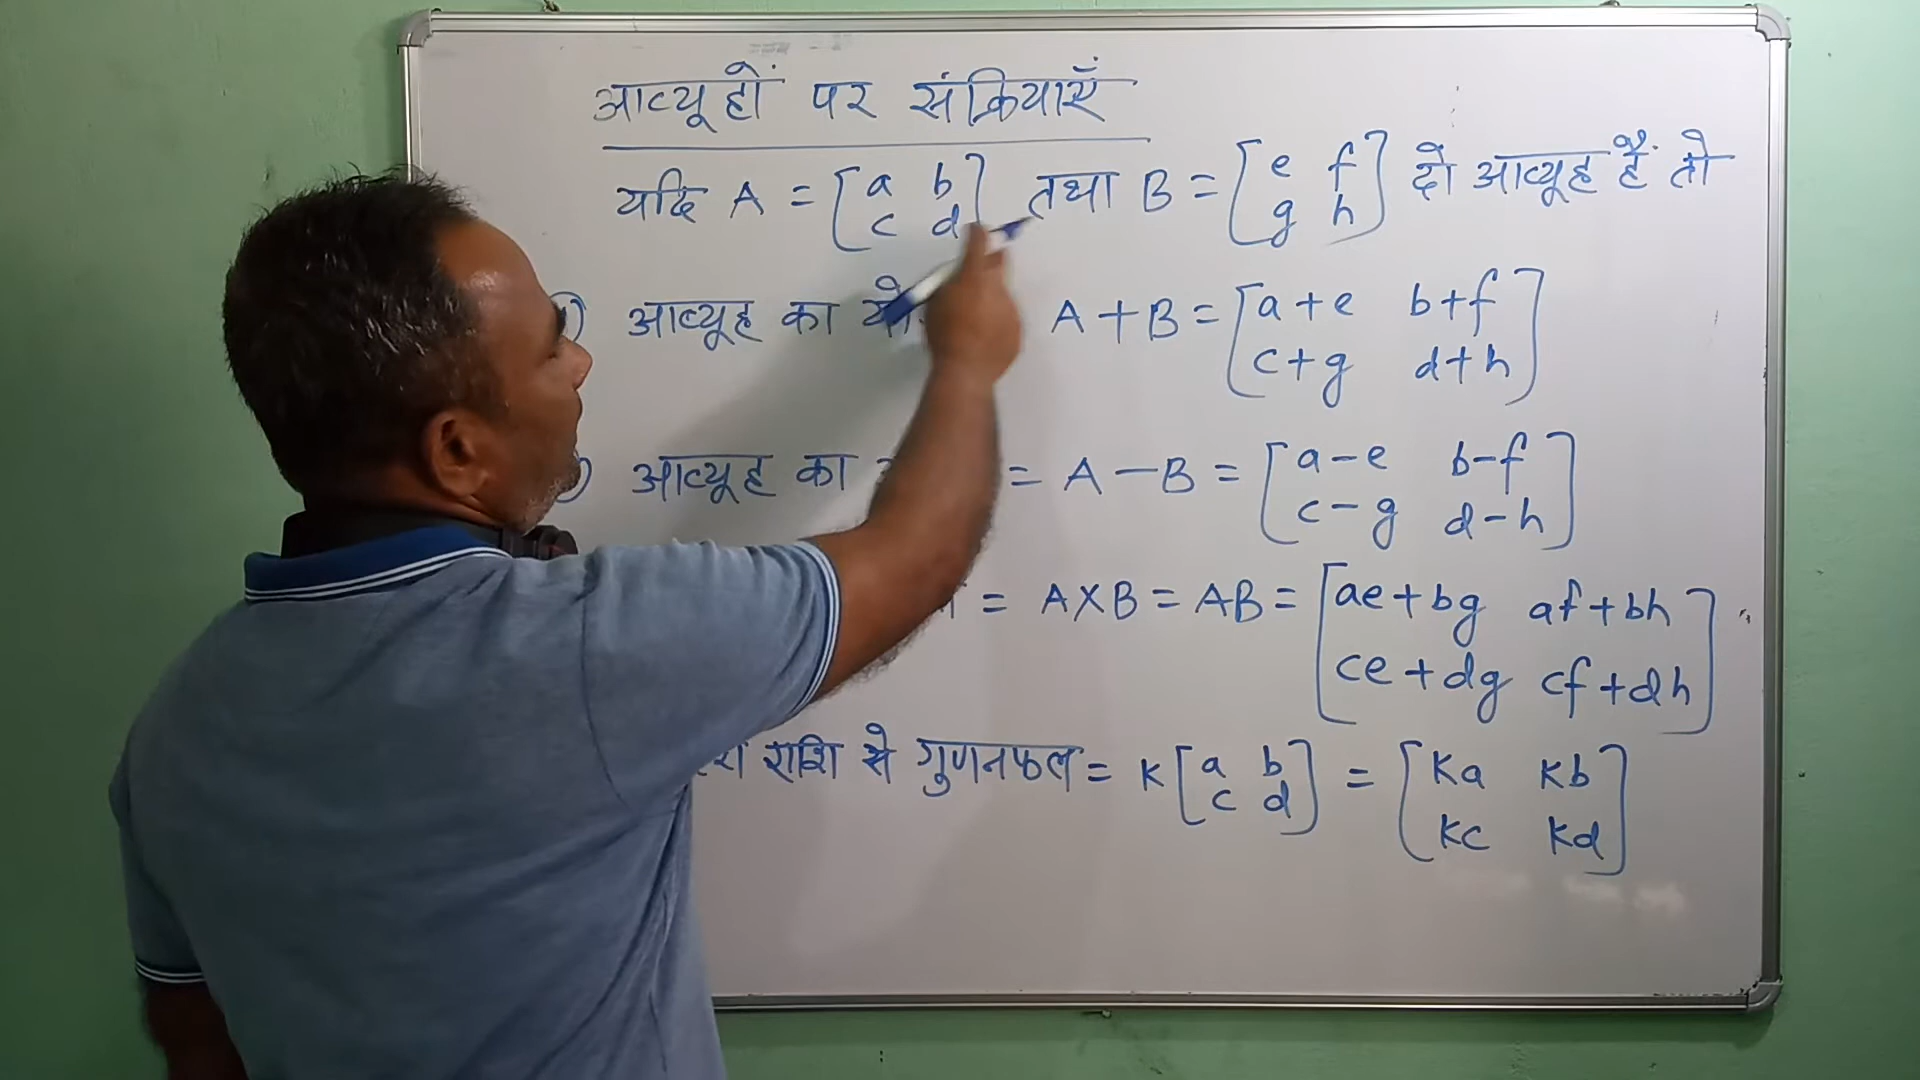 आव्यूहों पर संक्रियाएँ
यदि A = [a b तथा B = [e f] दो आव्यूह हैं तो
c d g h]
आव्यूह का A + B = [a + e b + f]
[c + g d + h]
आव्यूह का = A - B = [a - e b - f]
[c - g d - h]
= A X B = AB = [ae + bg af + bh]
[ce + dg cf + dh]
राशि से गुणनफल = K [a b] = [Ka Kb]
[c d] [Kc Kd]